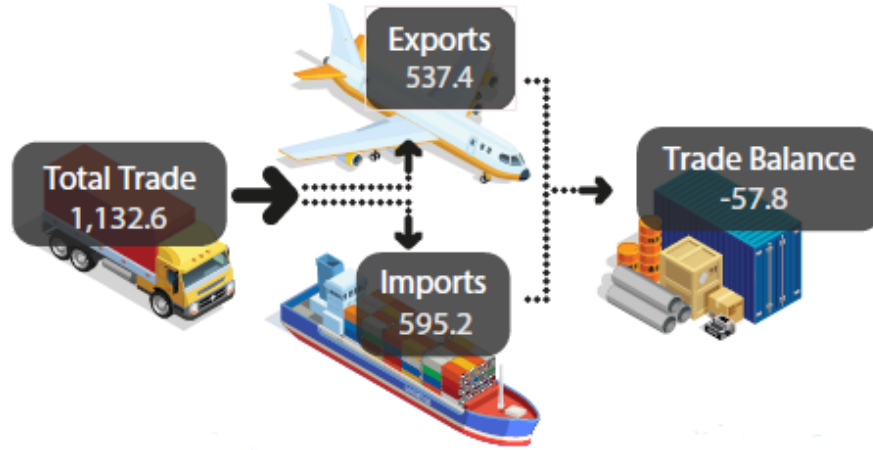 Exports
537.4
Total Trade
1,132.6
Trade Balance
-57.8
Imports
595.2